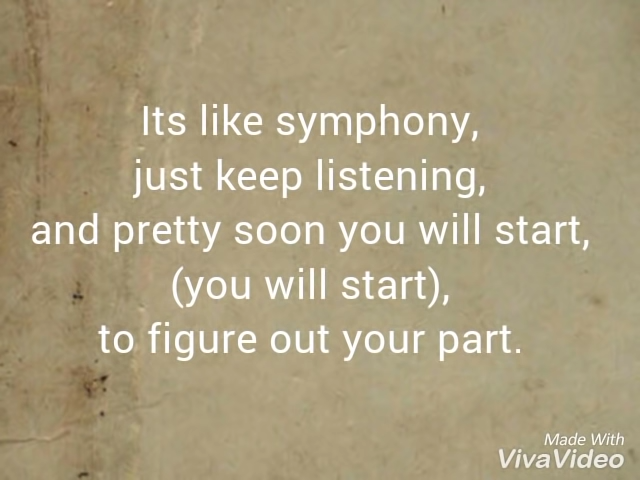 Its like symphony,
just keep listening,
and pretty soon you will start,
(you will start),
to figure out your part.
Made With
VivaVideo